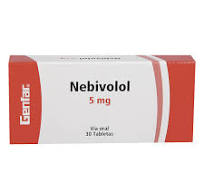 Genfar
Nebivolol
5 mg
Vía oral
30 Tabletas